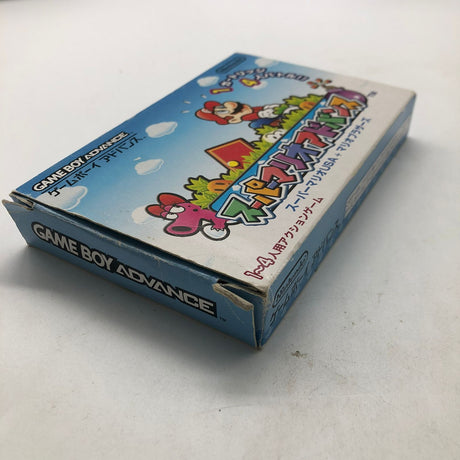 GAME BOY ADVANCE
ゲームボーイ アドバンス
スーパーマリオアドバンス
スーパーマリオUSA+マリオブラザーズ
1~4人用アクションゲーム
GAME BOY ADVANCE